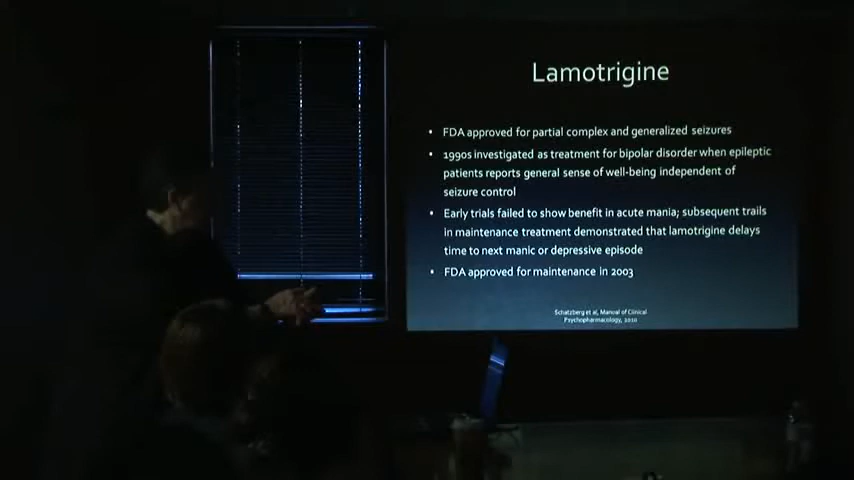 Lamotrigine
• FDA approved for partial complex and generalized seizures
• 1990s investigated as treatment for bipolar disorder when epileptic
patients reports general sense of well-being independent of
seizure control
• Early trials failed to show benefit in acute mania; subsequent trails
in maintenance treatment demonstrated that lamotrigine delays
time to next manic or depressive episode
• FDA approved for maintenance in 2003
Schatzberg et al, Manual of Clinical
Psychopharmacology, 2010